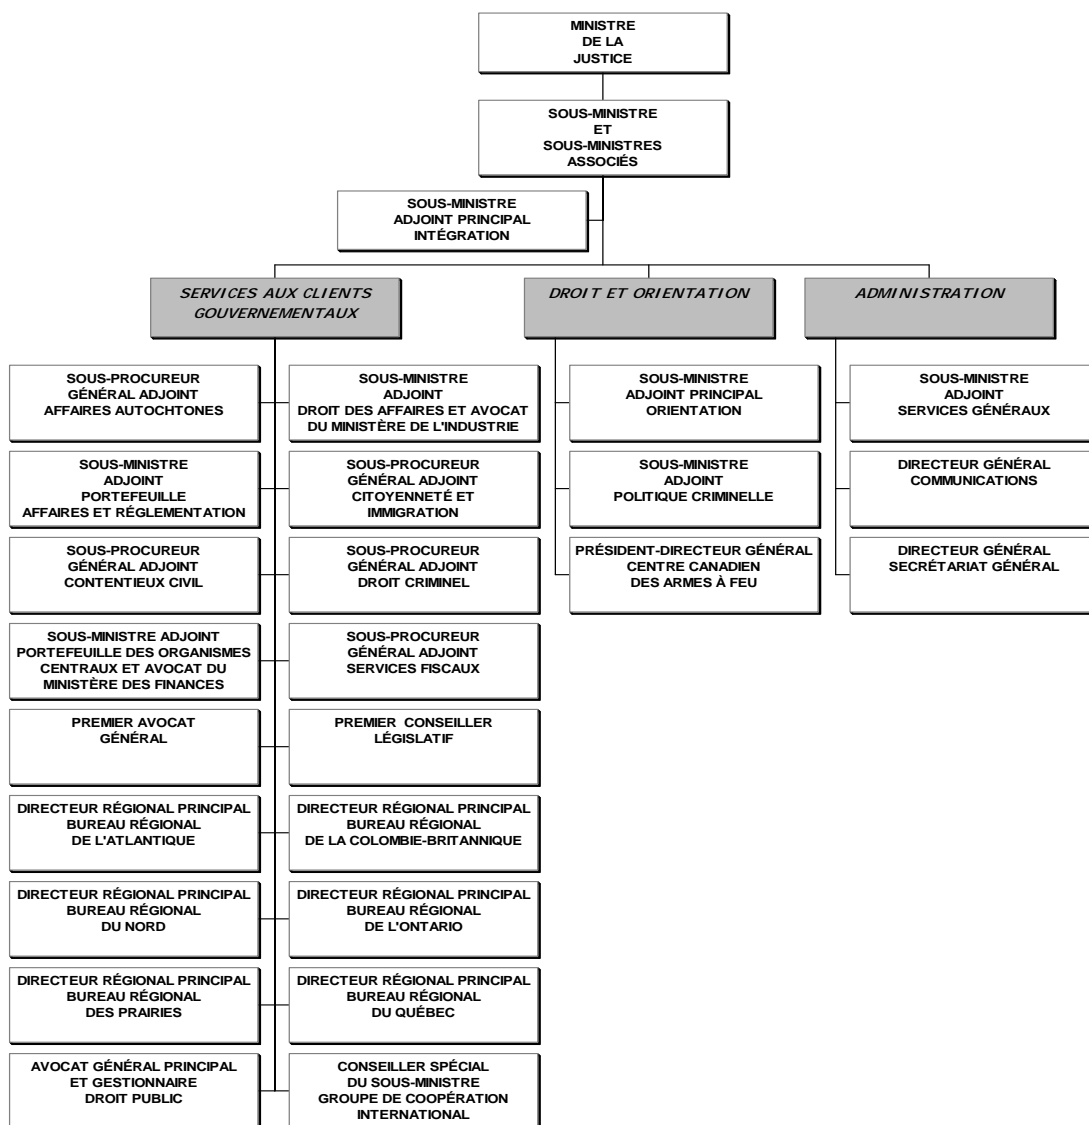 MINISTRE
DE LA
JUSTICE
SOUS-MINISTRE
ET
SOUS-MINISTRES
ASSOCIÉS
SOUS-MINISTRE
ADJOINT PRINCIPAL
INTÉGRATION
SERVICES AUX CLIENTS
GOUVERNEMENTAUX
DROIT ET ORIENTATION
ADMINISTRATION
SOUS-PROCUREUR
GÉNÉRAL ADJOINT
AFFAIRES AUTOCHTONES
SOUS-MINISTRE
ADJOINT
DROIT DES AFFAIRES ET AVOCAT
DU MINISTÈRE DE L'INDUSTRIE
SOUS-MINISTRE
ADJOINT PRINCIPAL
ORIENTATION
SOUS-MINISTRE
ADJOINT
SERVICES GÉNÉRAUX
SOUS-MINISTRE
ADJOINT
PORTEFEUILLE
AFFAIRES ET RÉGLEMENTATION
SOUS-PROCUREUR
GÉNÉRAL ADJOINT
CITOYENNETÉ ET
IMMIGRATION
SOUS-MINISTRE
ADJOINT
POLITIQUE CRIMINELLE
DIRECTEUR GÉNÉRAL
COMMUNICATIONS
SOUS-PROCUREUR
GÉNÉRAL ADJOINT
CONTENTIEUX CIVIL
SOUS-PROCUREUR
GÉNÉRAL ADJOINT
DROIT CRIMINEL
PRÉSIDENT-DIRECTEUR GÉNÉRAL
CENTRE CANADIEN
DES ARMES À FEU
DIRECTEUR GÉNÉRAL
SECRÉTARIAT GÉNÉRAL
SOUS-MINISTRE ADJOINT
PORTEFEUILLE DES ORGANISMES
CENTRAUX ET AVOCAT DU
MINISTÈRE DES FINANCES
SOUS-PROCUREUR
GÉNÉRAL ADJOINT
SERVICES FISCAUX
PREMIER AVOCAT
GÉNÉRAL
PREMIER CONSEILLER
LÉGISLATIF
DIRECTEUR RÉGIONAL PRINCIPAL
BUREAU RÉGIONAL
DE L'ATLANTIQUE
DIRECTEUR RÉGIONAL PRINCIPAL
BUREAU RÉGIONAL
DE LA COLOMBIE-BRITANNIQUE
DIRECTEUR RÉGIONAL PRINCIPAL
BUREAU RÉGIONAL
DU NORD
DIRECTEUR RÉGIONAL PRINCIPAL
BUREAU RÉGIONAL
DE L'ONTARIO
DIRECTEUR RÉGIONAL PRINCIPAL
BUREAU RÉGIONAL
DES PRAIRIES
DIRECTEUR RÉGIONAL PRINCIPAL
BUREAU RÉGIONAL
DU QUÉBEC
AVOCAT GÉNÉRAL PRINCIPAL
ET GESTIONNAIRE
DROIT PUBLIC
CONSEILLER SPÉCIAL
DU SOUS-MINISTRE
GROUPE DE COOPÉRATION
INTERNATIONAL